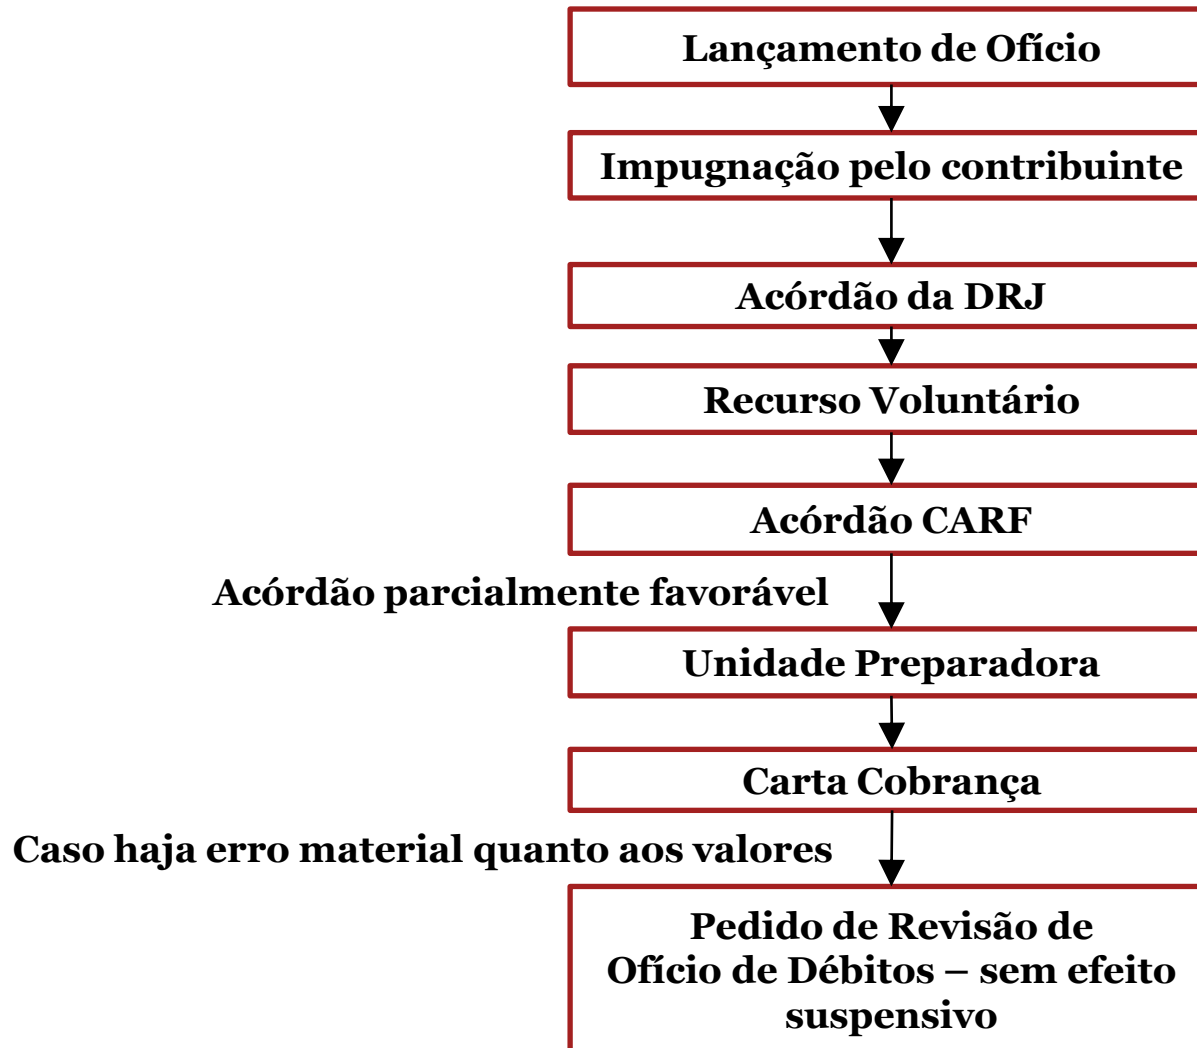 Lançamento de Ofício
Impugnação pelo contribuinte
Acórdão da DRJ
Recurso Voluntário
Acórdão CARF
Acórdão parcialmente favorável
Unidade Preparadora
Carta Cobrança
Caso haja erro material quanto aos valores
Pedido de Revisão de
Ofício de Débitos – sem efeito
suspensivo